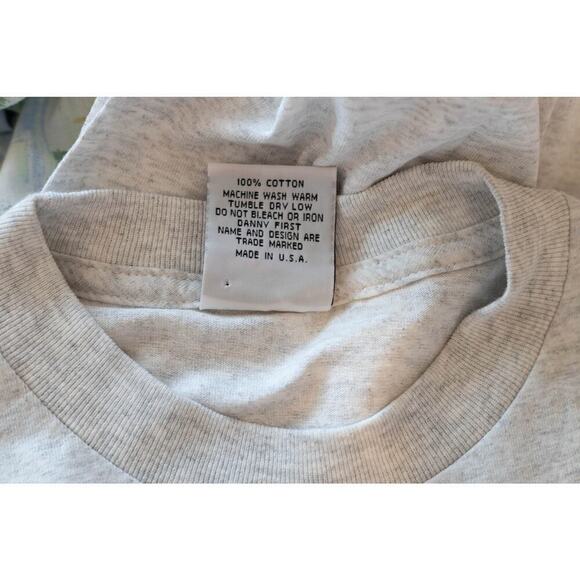 100% COTTON
MACHINE WASH WARM
TUMBLE DRY LOW
DO NOT BLEACH OR IRON
DANNY FIRST
NAME AND DESIGN ARE
TRADE MARKED
MADE IN U.S.A.